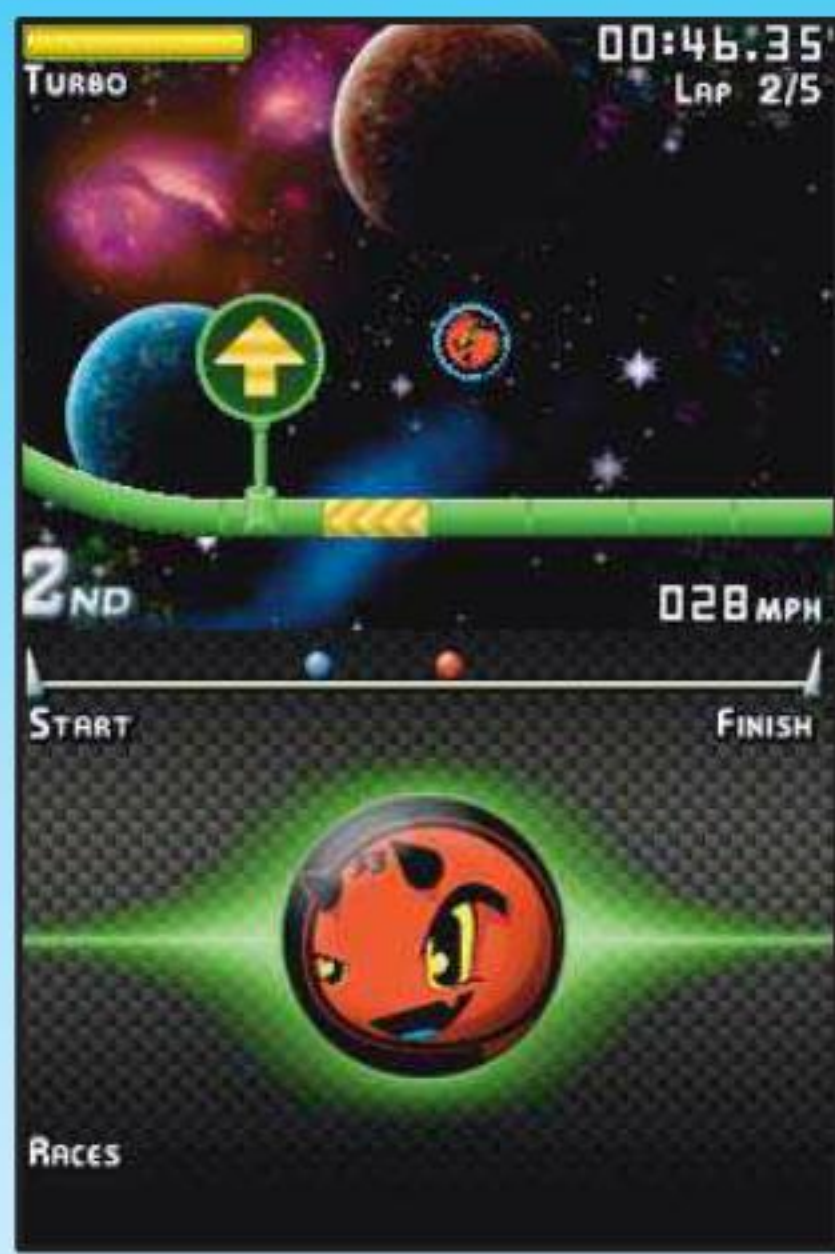 00:46.35
TURBO
LAP 2/5
2ND
028 MPH
START
FINISH
RACES